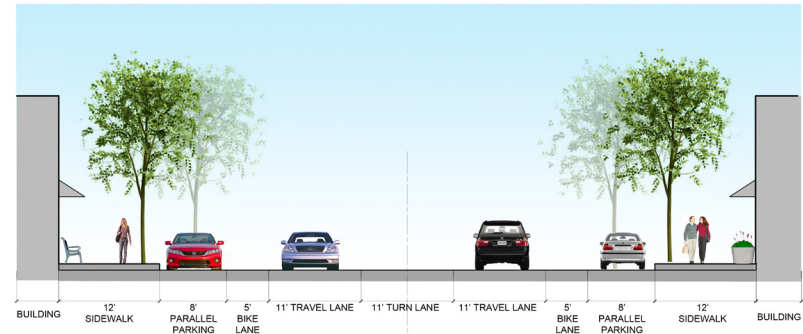 BUILDING
12'
SIDEWALK
8'
PARALLEL
PARKING
5'
BIKE
LANE
11' TRAVEL LANE
11' TURN LANE
11' TRAVEL LANE
5'
BIKE
LANE
8'
PARALLEL
PARKING
12'
SIDEWALK
BUILDING